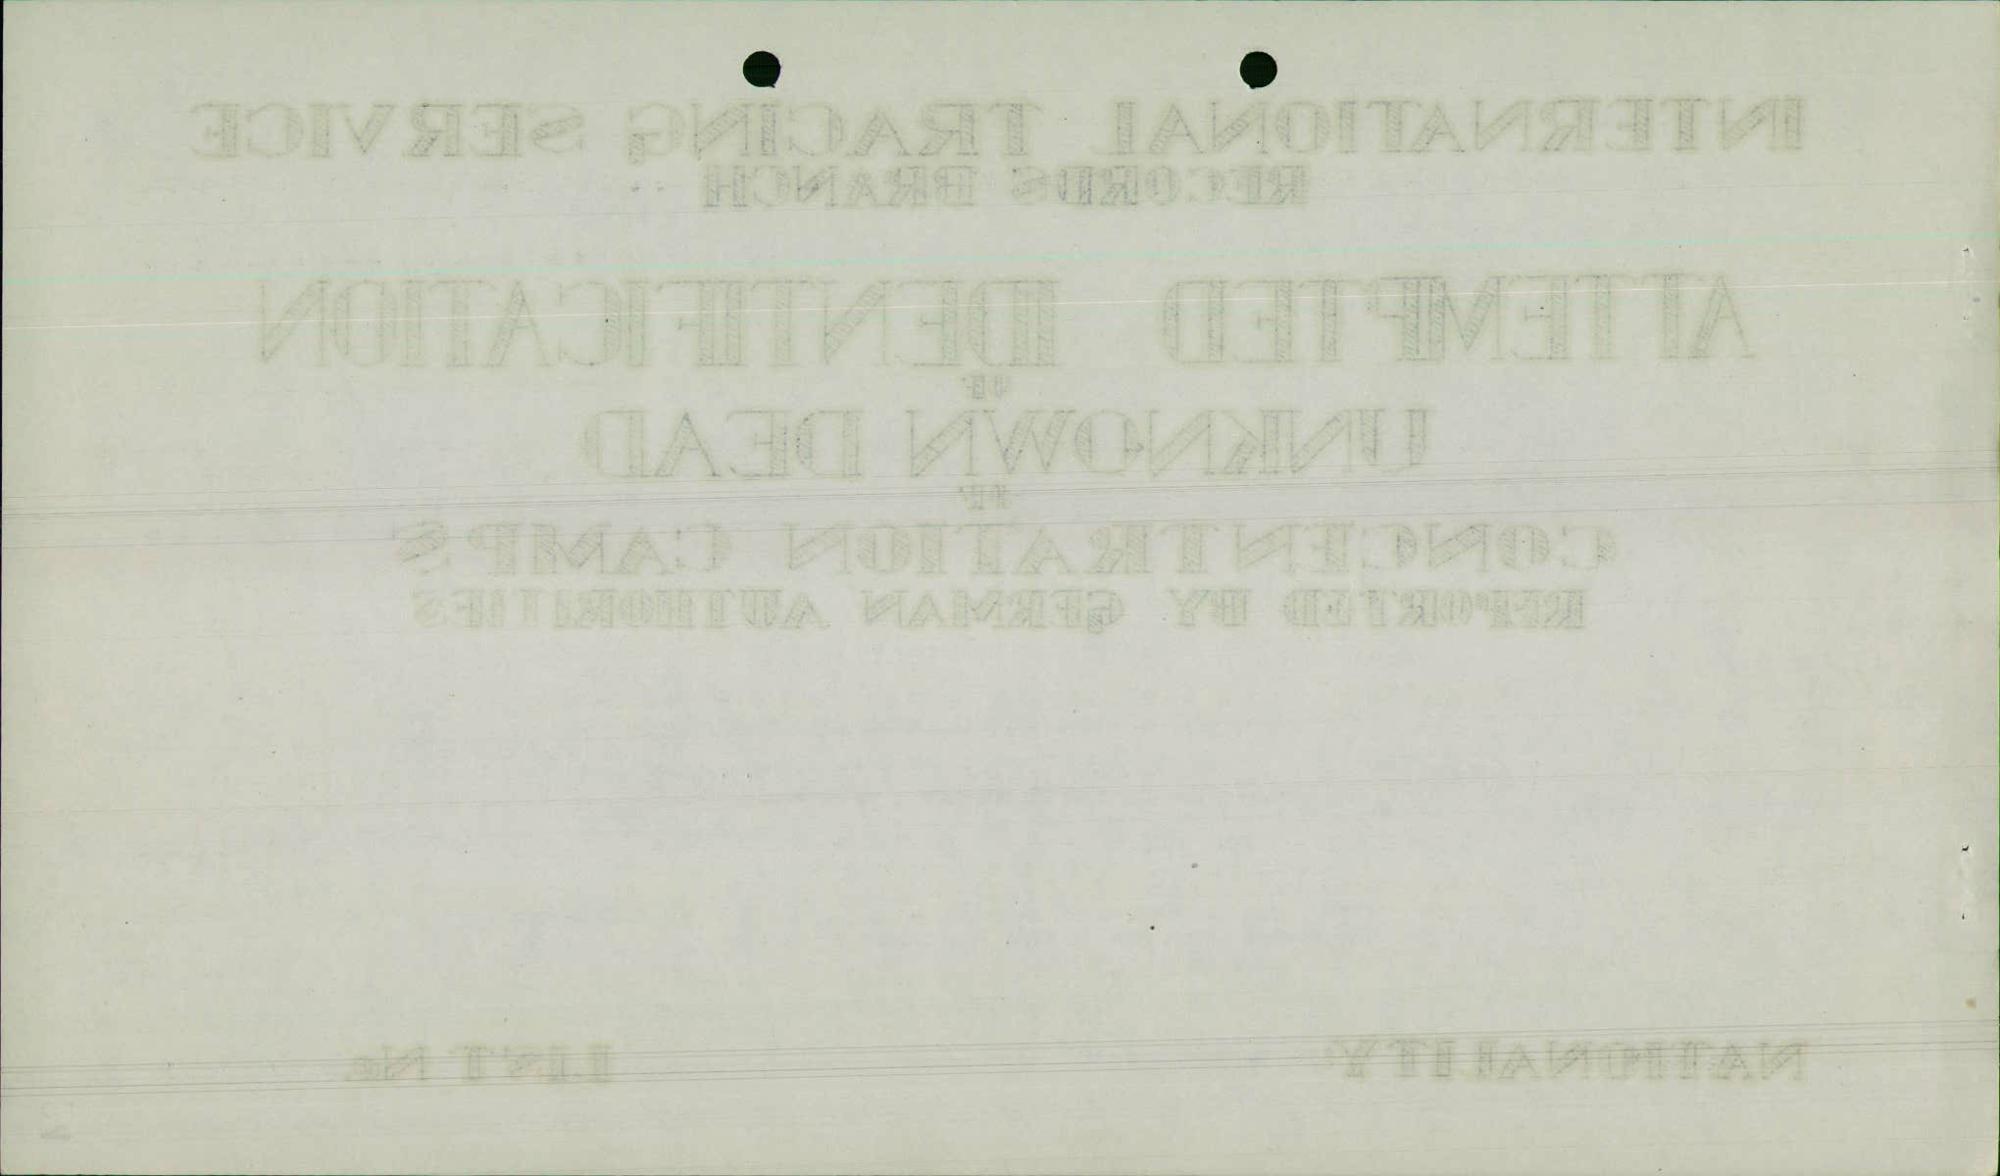 INTERNATIONAL TRACING SERVICE
RECORDS BRANCH
ATTEMPTED IDENTIFICATION
OF
UNKNOWN DEAD
OF
CONCENTRATION CAMPS
REPORTED BY GERMAN AUTHORITIES
NATIONALITY LIST No